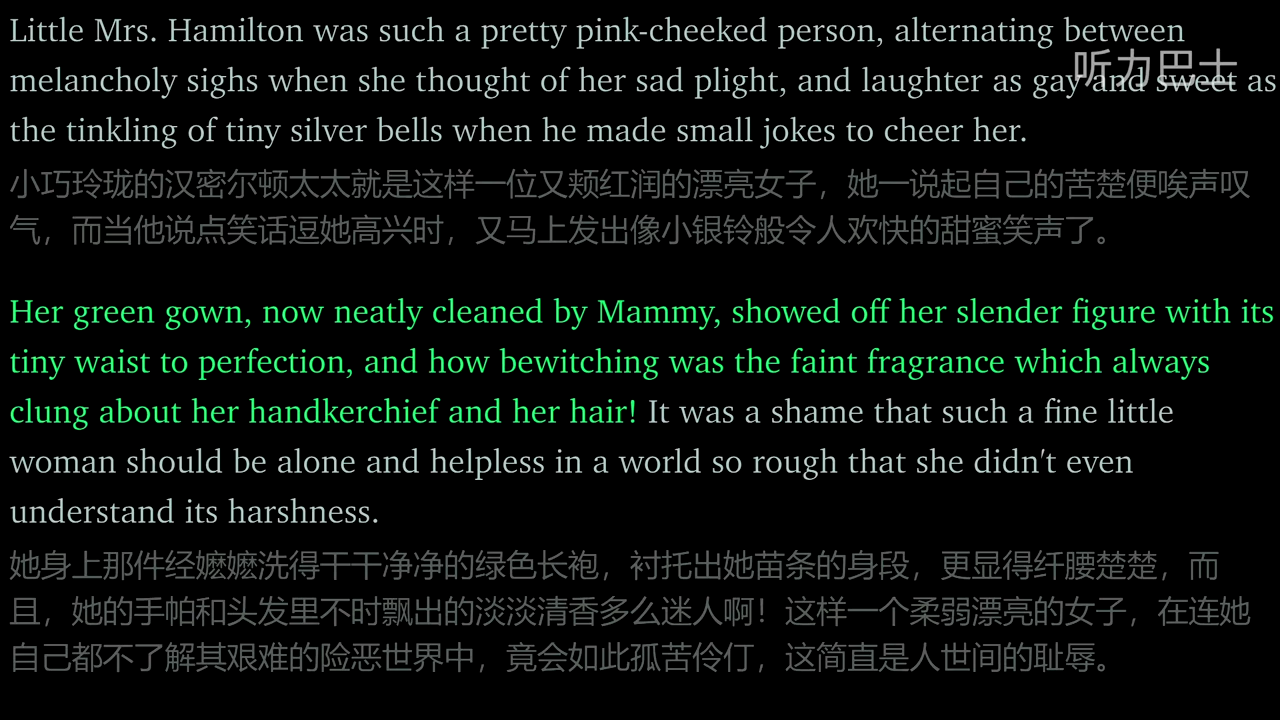 Little Mrs. Hamilton was such a pretty pink-cheeked person, alternating between
听力巴士
melancholy sighs when she thought of her sad plight, and laughter as gay and sweet as
the tinkling of tiny silver bells when he made small jokes to cheer her.
小巧玲珑的汉密尔顿太太就是这样一位又颊红润的漂亮女子，她一说起自己的苦楚便唉声叹
气，而当他说点笑话逗她高兴时，又马上发出像小银铃般令人欢快的甜蜜笑声了。
Her green gown, now neatly cleaned by Mammy, showed off her slender figure with its
tiny waist to perfection, and how bewitching was the faint fragrance which always
clung about her handkerchief and her hair! It was a shame that such a fine little
woman should be alone and helpless in a world so rough that she didn't even
understand its harshness.
她身上那件经嬷嬷洗得干干净净的绿色长袍，衬托出她苗条的身段，更显得纤腰楚楚，而
且，她的手帕和头发里不时飘出的淡淡清香多么迷人啊！这样一个柔弱漂亮的女子，在连她
自己都不了解其艰难的险恶世界中，竟会如此孤苦伶仃，这简直是人世间的耻辱。